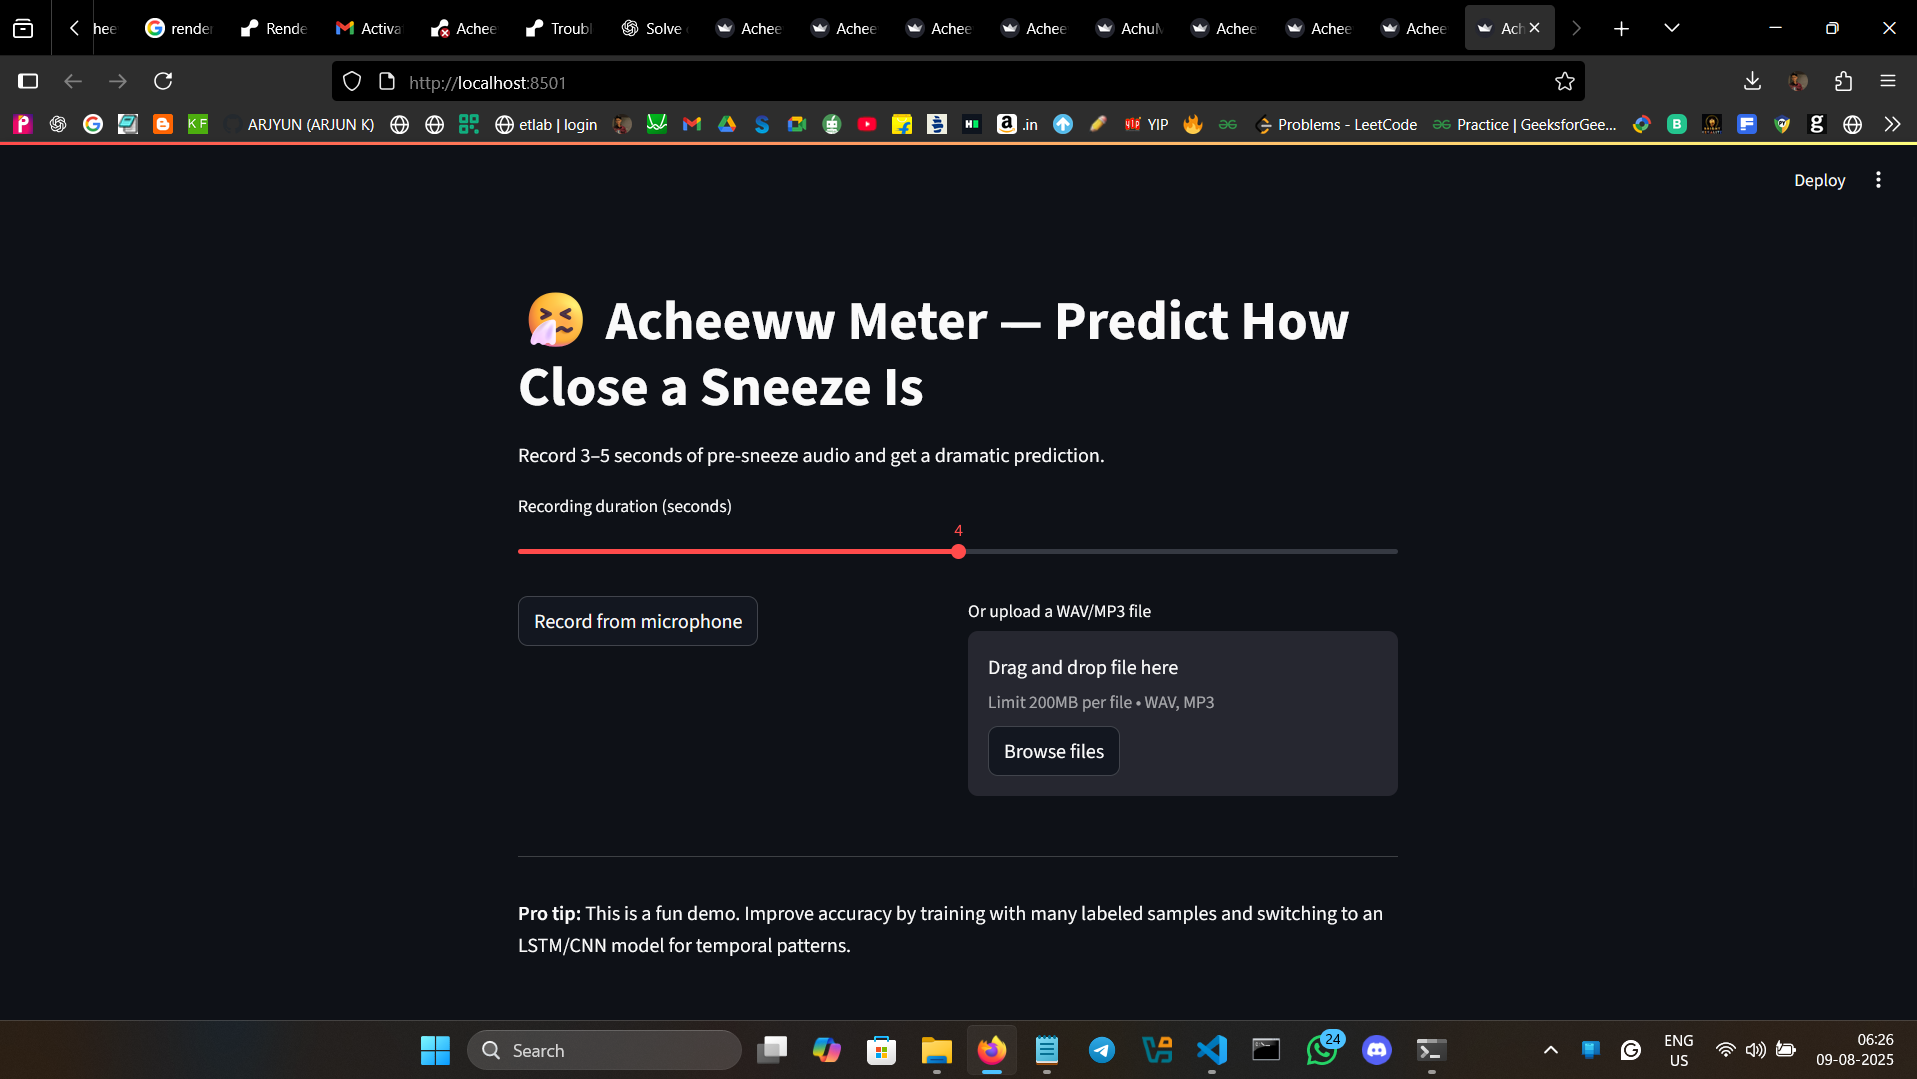 hee
render
Rende
Activa
Achee
Troubl
Solve
Achee
Achee
Achee
Achee
AchuM
Achee
Achee
Achee
Ach
http://localhost:8501
ARJYUN (ARJUN K)
etlab | login
.in
YIP
Problems - LeetCode
Practice | GeeksforGee...
Deploy
Acheeww Meter — Predict How
Close a Sneeze Is
Record 3–5 seconds of pre-sneeze audio and get a dramatic prediction.
Recording duration (seconds)
4
Record from microphone
Or upload a WAV/MP3 file
Drag and drop file here
Limit 200MB per file • WAV, MP3
Browse files
Pro tip: This is a fun demo. Improve accuracy by training with many labeled samples and switching to an
LSTM/CNN model for temporal patterns.
Search
24
ENG
US
06:26
09-08-2025